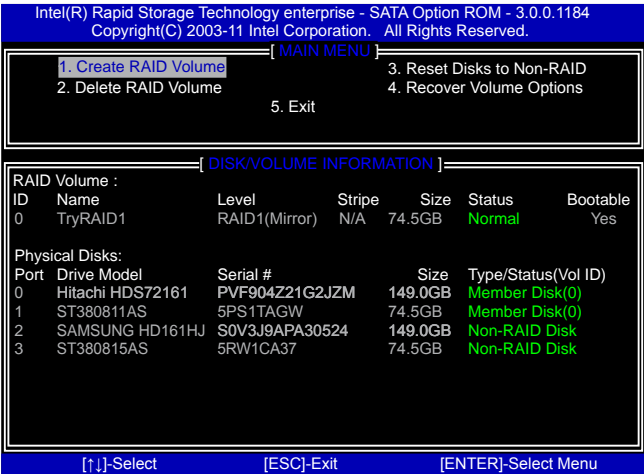 Intel(R) Rapid Storage Technology enterprise - SATA Option ROM - 3.0.0.1184
Copyright(C) 2003-11 Intel Corporation.  All Rights Reserved.
[ MAIN MENU ]
1. Create RAID Volume 3. Reset Disks to Non-RAID
2. Delete RAID Volume 4. Recover Volume Options
5. Exit
[ DISK/VOLUME INFORMATION ]
RAID Volume :
ID Name Level Stripe Size Status Bootable
0 TryRAID1 RAID1(Mirror) N/A 74.5GB Normal Yes
Physical Disks:
Port Drive Model Serial # Size Type/Status(Vol ID)
0 Hitachi HDS72161 PVF904Z21G2JZM 149.0GB Member Disk(0)
1 ST380811AS 5PS1TAGW 74.5GB Member Disk(0)
2 SAMSUNG HD161HJ S0V3J9APA30524 149.0GB Non-RAID Disk
3 ST380815AS 5RW1CA37 74.5GB Non-RAID Disk
[↑↓]-Select [ESC]-Exit [ENTER]-Select Menu